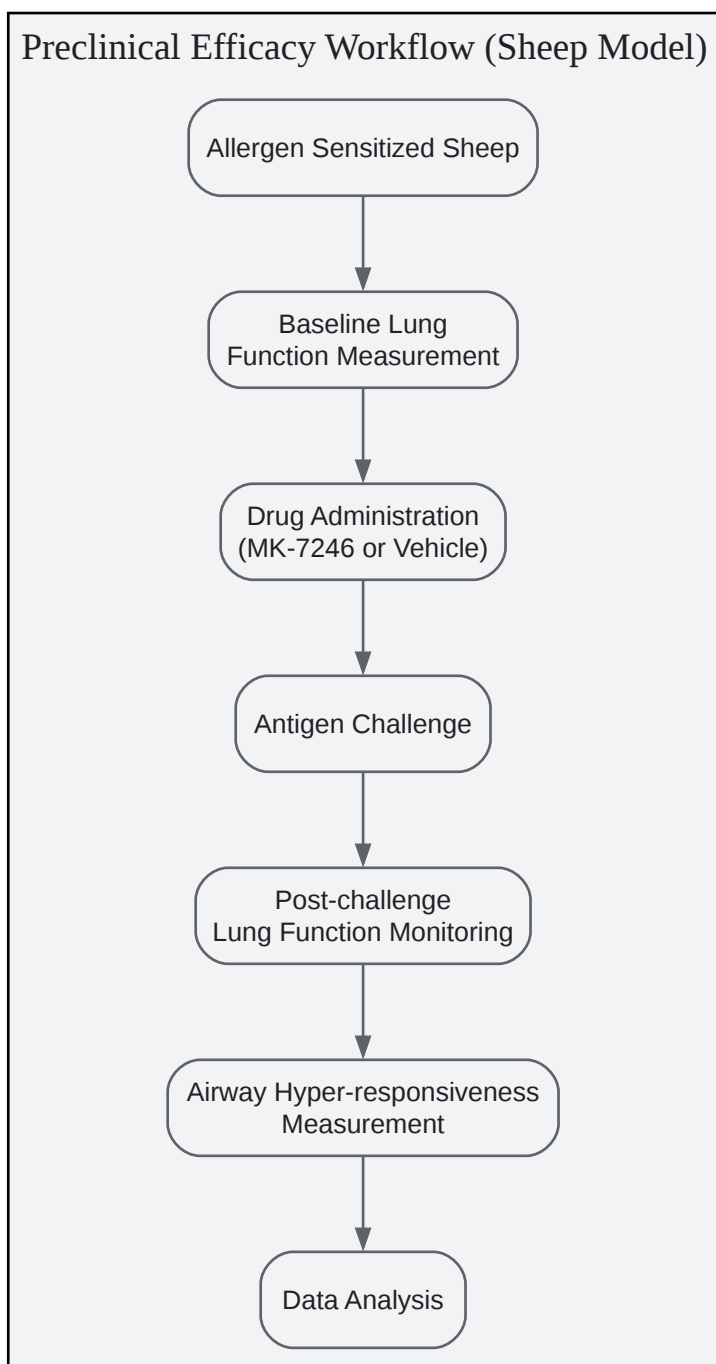 Preclinical Efficacy Workflow (Sheep Model)
Allergen Sensitized Sheep
Baseline Lung
Function Measurement
Drug Administration
(MK-7246 or Vehicle)
Antigen Challenge
Post-challenge
Lung Function Monitoring
Airway Hyper-responsiveness
Measurement
Data Analysis